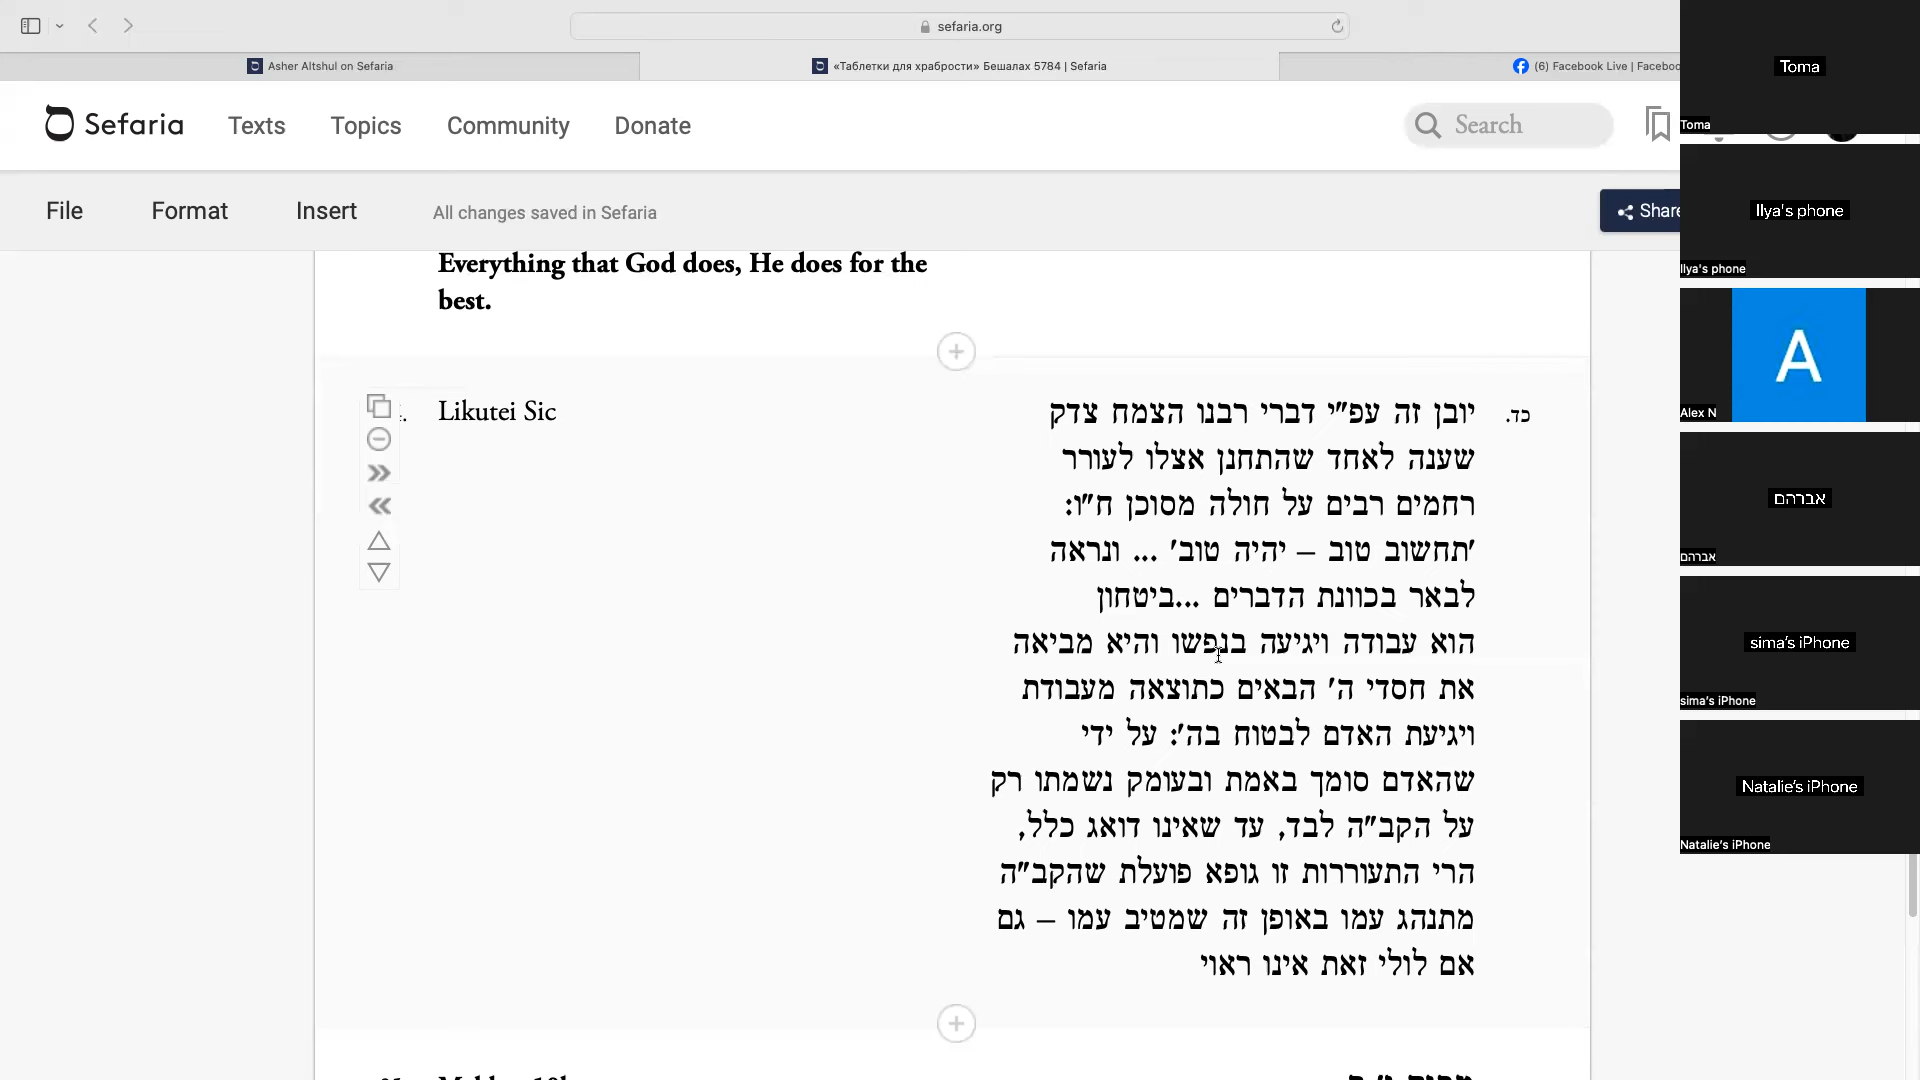 sefaria.org
Asher Altshul on Sefaria
«Таблетки для храбрости» Бешалах 5784 | Sefaria
(6) Facebook Live | Faceboo
Sefaria
Texts
Topics
Community
Donate
Search
File
Format
Insert
All changes saved in Sefaria
Share
Everything that God does, He does for the
best.
Likutei Sic
כד.
יובן זה עפ"י דברי רבנו הצמח צדק
שענה לאחד שהתחנן אצלו לעורר
רחמים רבים על חולה מסוכן ח"ו:
'תחשוב טוב – יהיה טוב' ... ונראה
לבאר בכוונת הדברים ...ביטחון
הוא עבודה ויגיעה בנפשו והיא מביאה
את חסדי ה' הבאים כתוצאה מעבודת
ויגיעת האדם לבטוח בה': על ידי
שהאדם סומך באמת ובעומק נשמתו רק
על הקב"ה לבד, עד שאינו דואג כלל,
הרי התעוררות זו גופא פועלת שהקב"ה
מתנהג עמו באופן זה שמטיב עמו – גם
אם לולי זאת אינו ראוי
Toma
Toma
Ilya's phone
Ilya's phone
A
Alex N
אברהם
אברהם
sima's iPhone
sima's iPhone
Natalie's iPhone
Natalie's iPhone